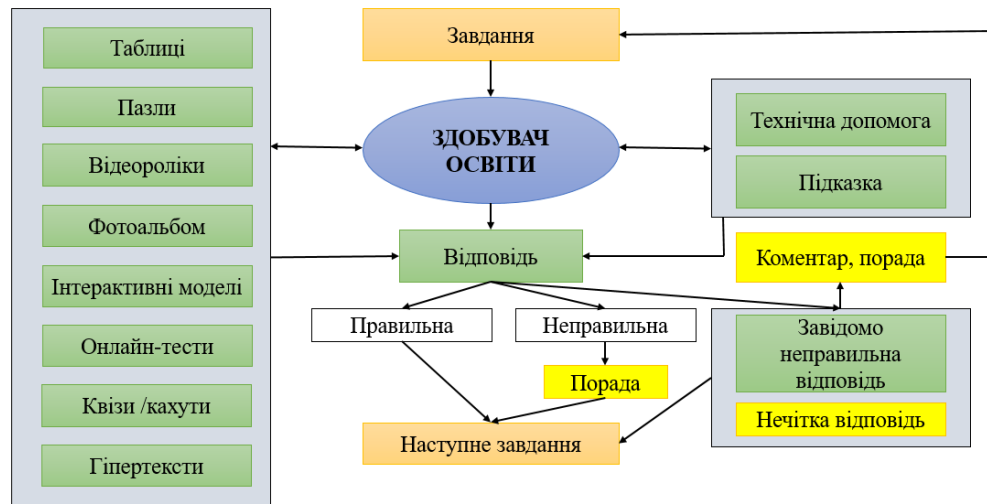 Таблиці
Пазли
Відеороліки
Фотоальбом
Інтерактивні моделі
Онлайн-тести
Квізи /кахути
Гіпертексти
Завдання
ЗДОБУВАЧ
ОСВІТИ
Відповідь
Правильна
Неправильна
Порада
Наступне завдання
Технічна допомога
Підказка
Коментар, порада
Завідомо
неправильна
відповідь
Нечітка відповідь